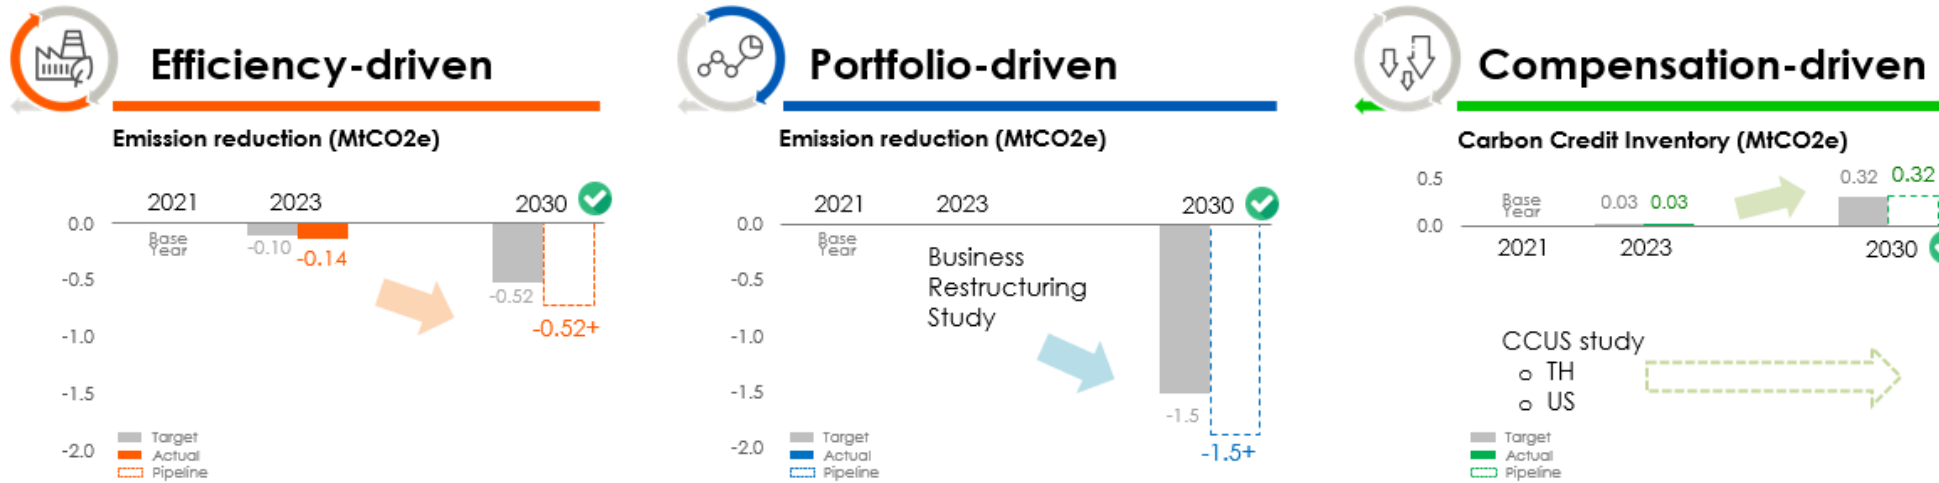 Efficiency-driven
Emission reduction (MtCO2e)
2021
2023
2030
0.0
Base
Year
-0.10
-0.14
-0.5
-0.52
-0.52+
-1.0
-1.5
-2.0
Target
Actual
Pipeline
Portfolio-driven
Emission reduction (MtCO2e)
2021
2023
2030
0.0
Base
Year
Business
Restructuring
Study
-0.5
-1.0
-1.5
-1.5
-1.5+
-2.0
Target
Actual
Pipeline
Compensation-driven
Carbon Credit Inventory (MtCO2e)
0.5
0.32 0.32
Base
Year
0.03 0.03
0.0
2021
2023
2030
CCUS study
o TH
o US
Target
Actual
Pipeline